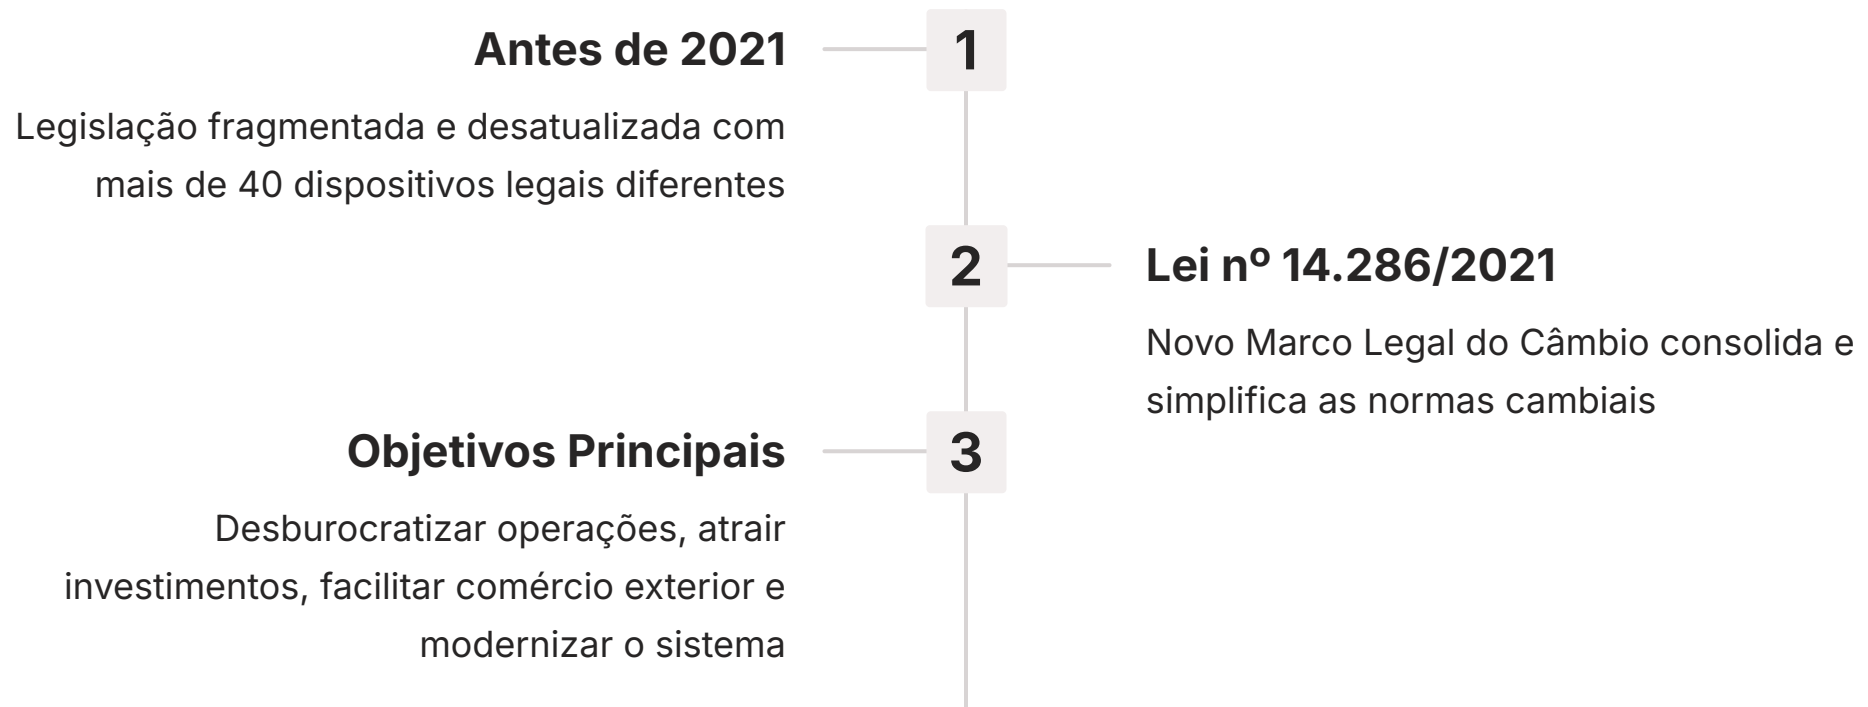 Antes de 2021
1
Legislação fragmentada e desatualizada com
mais de 40 dispositivos legais diferentes
2
Lei nº 14.286/2021
Novo Marco Legal do Câmbio consolida e
simplifica as normas cambiais
Objetivos Principais
3
Desburocratizar operações, atrair
investimentos, facilitar comércio exterior e
modernizar o sistema